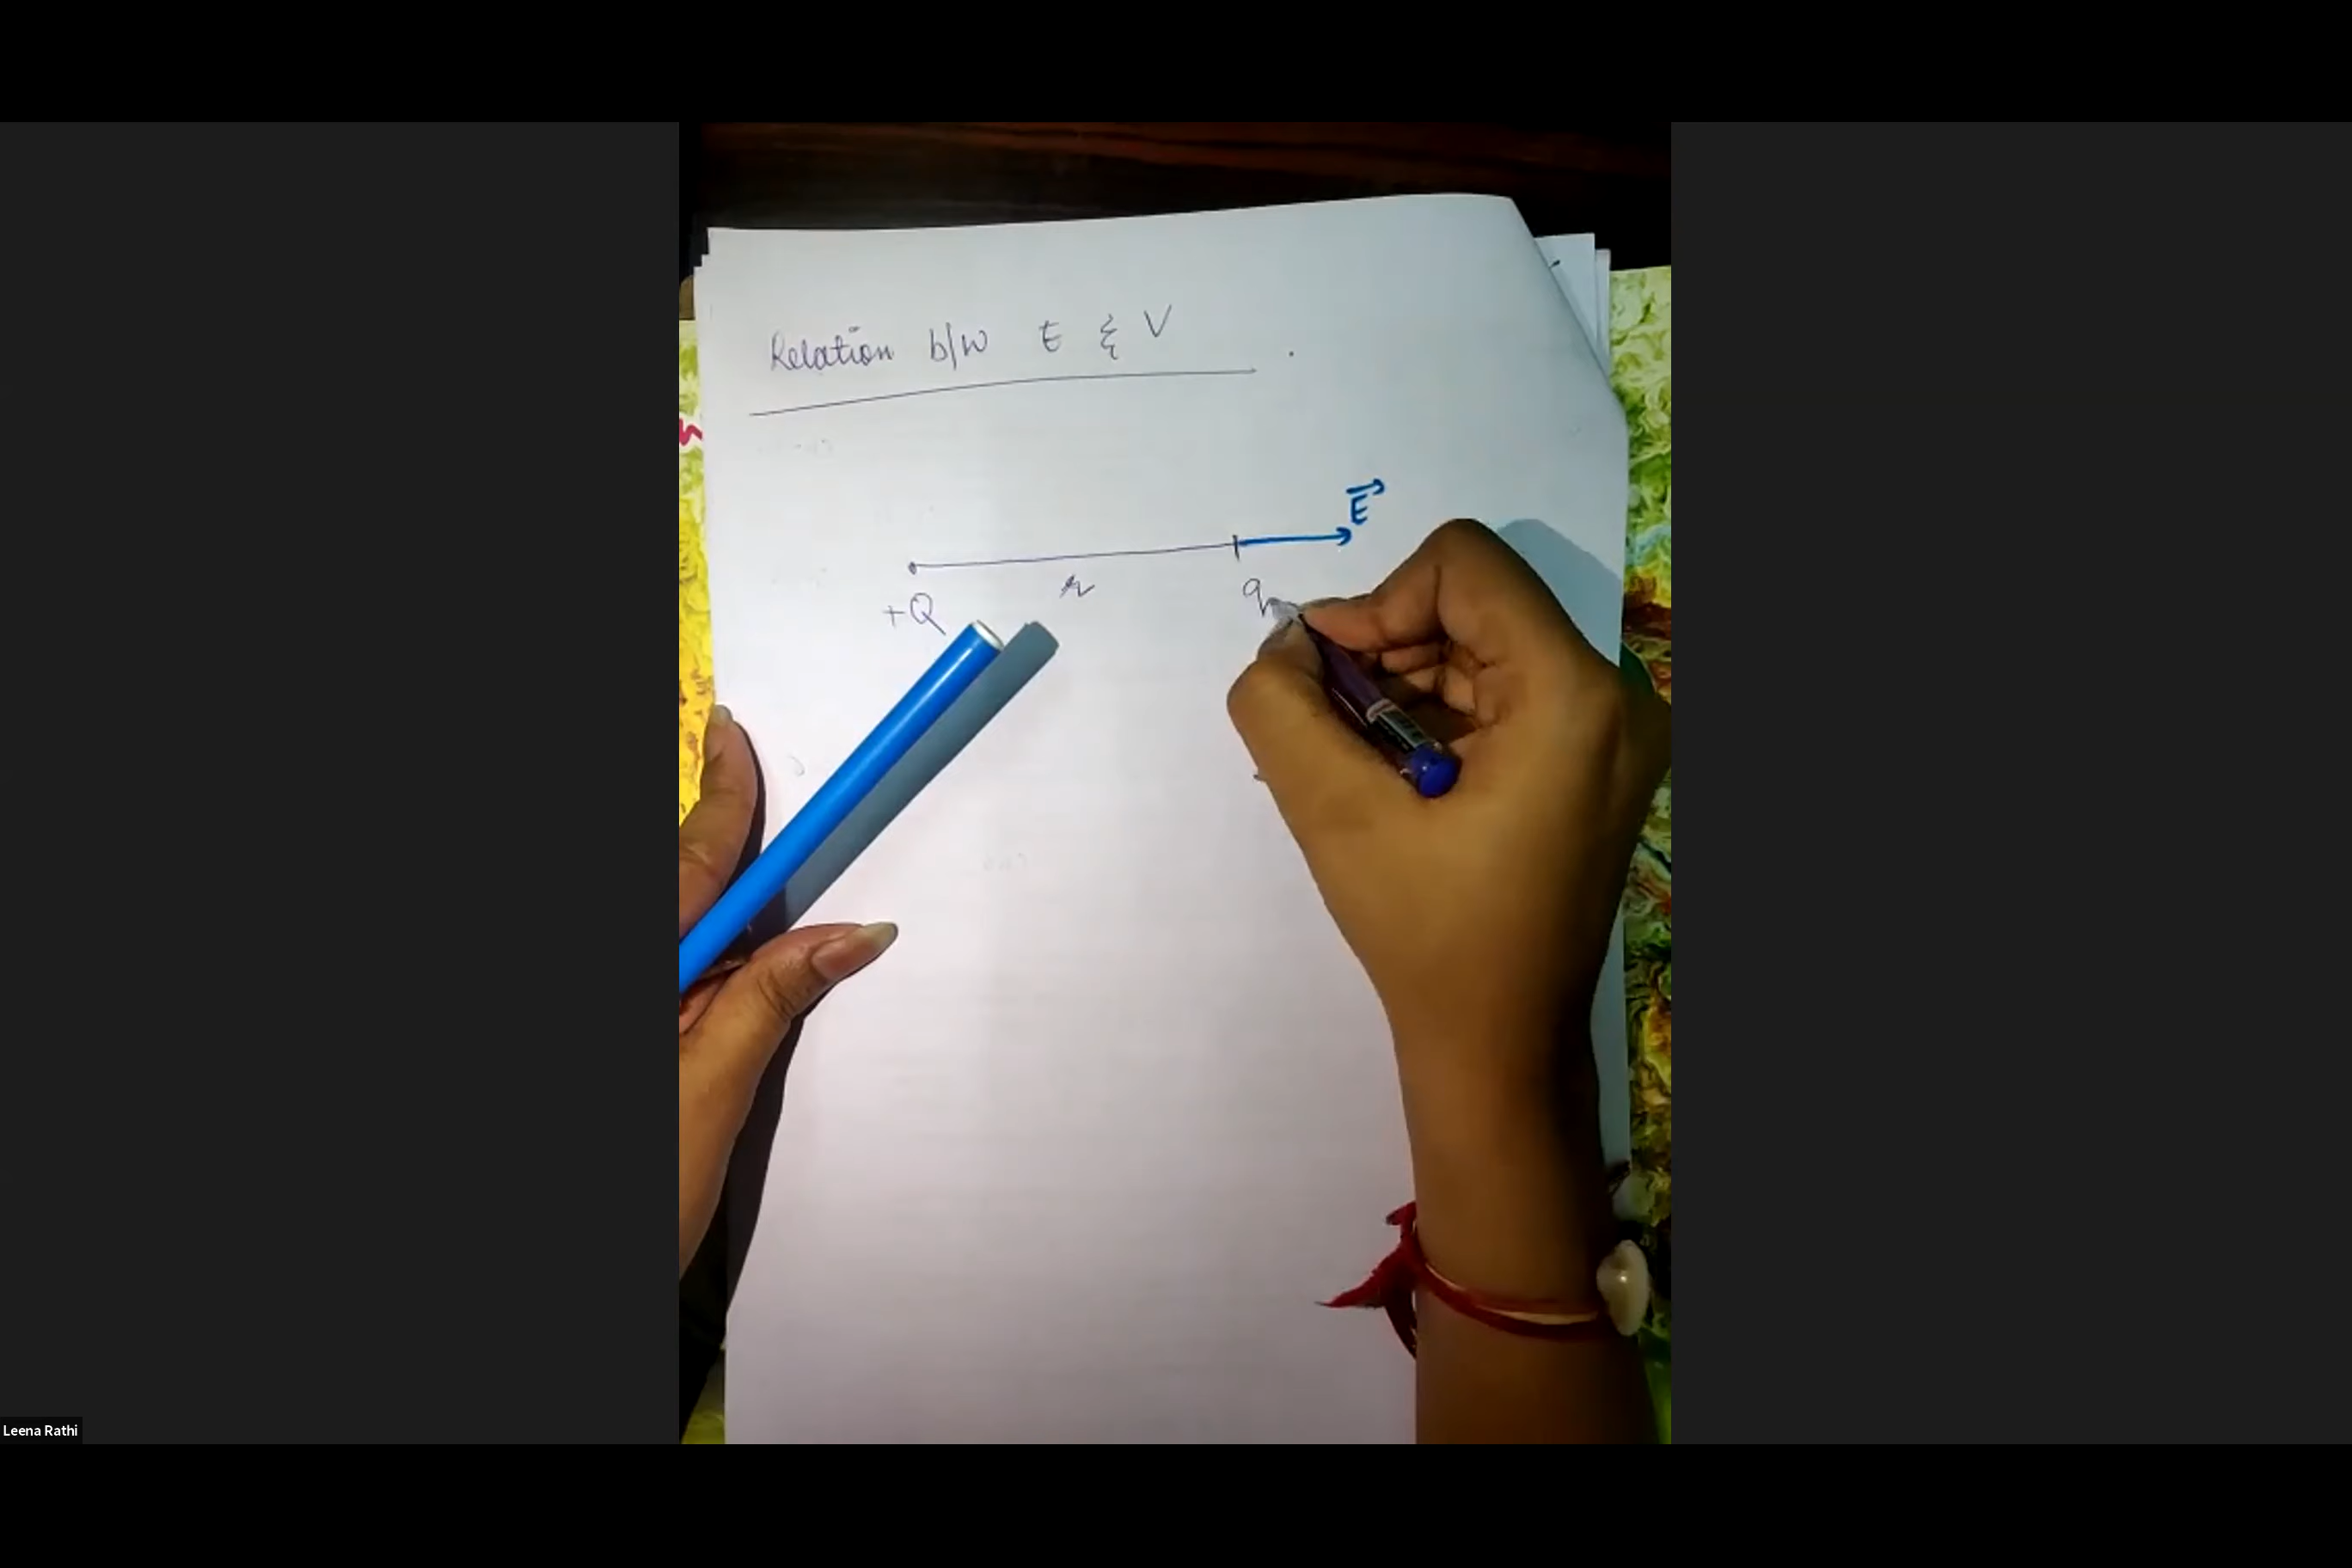 Relation b/w E & V
E
r
+Q
q
Leena Rathi